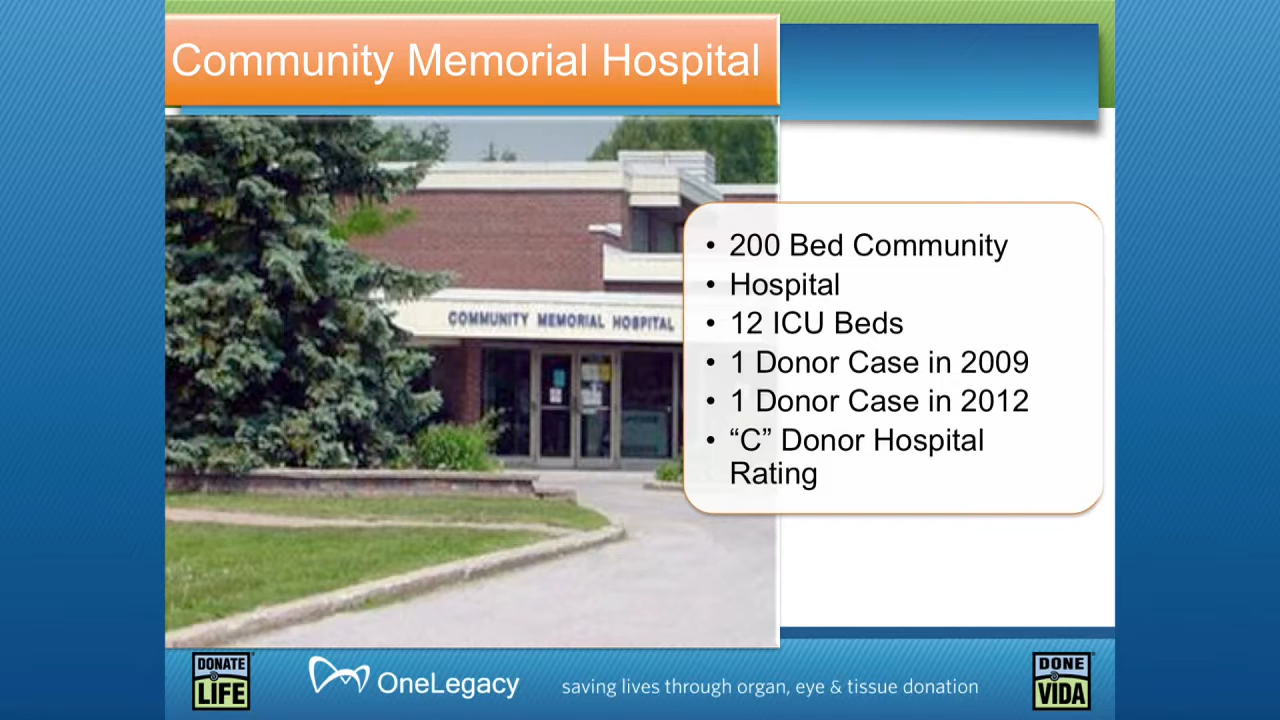 Community Memorial Hospital
COMMUNITY MEMORIAL HOSPITAL
• 200 Bed Community
• Hospital
• 12 ICU Beds
• 1 Donor Case in 2009
• 1 Donor Case in 2012
• “C” Donor Hospital
Rating
DONATE
LIFE
OneLegacy
saving lives through organ, eye & tissue donation
DONE
VIDA